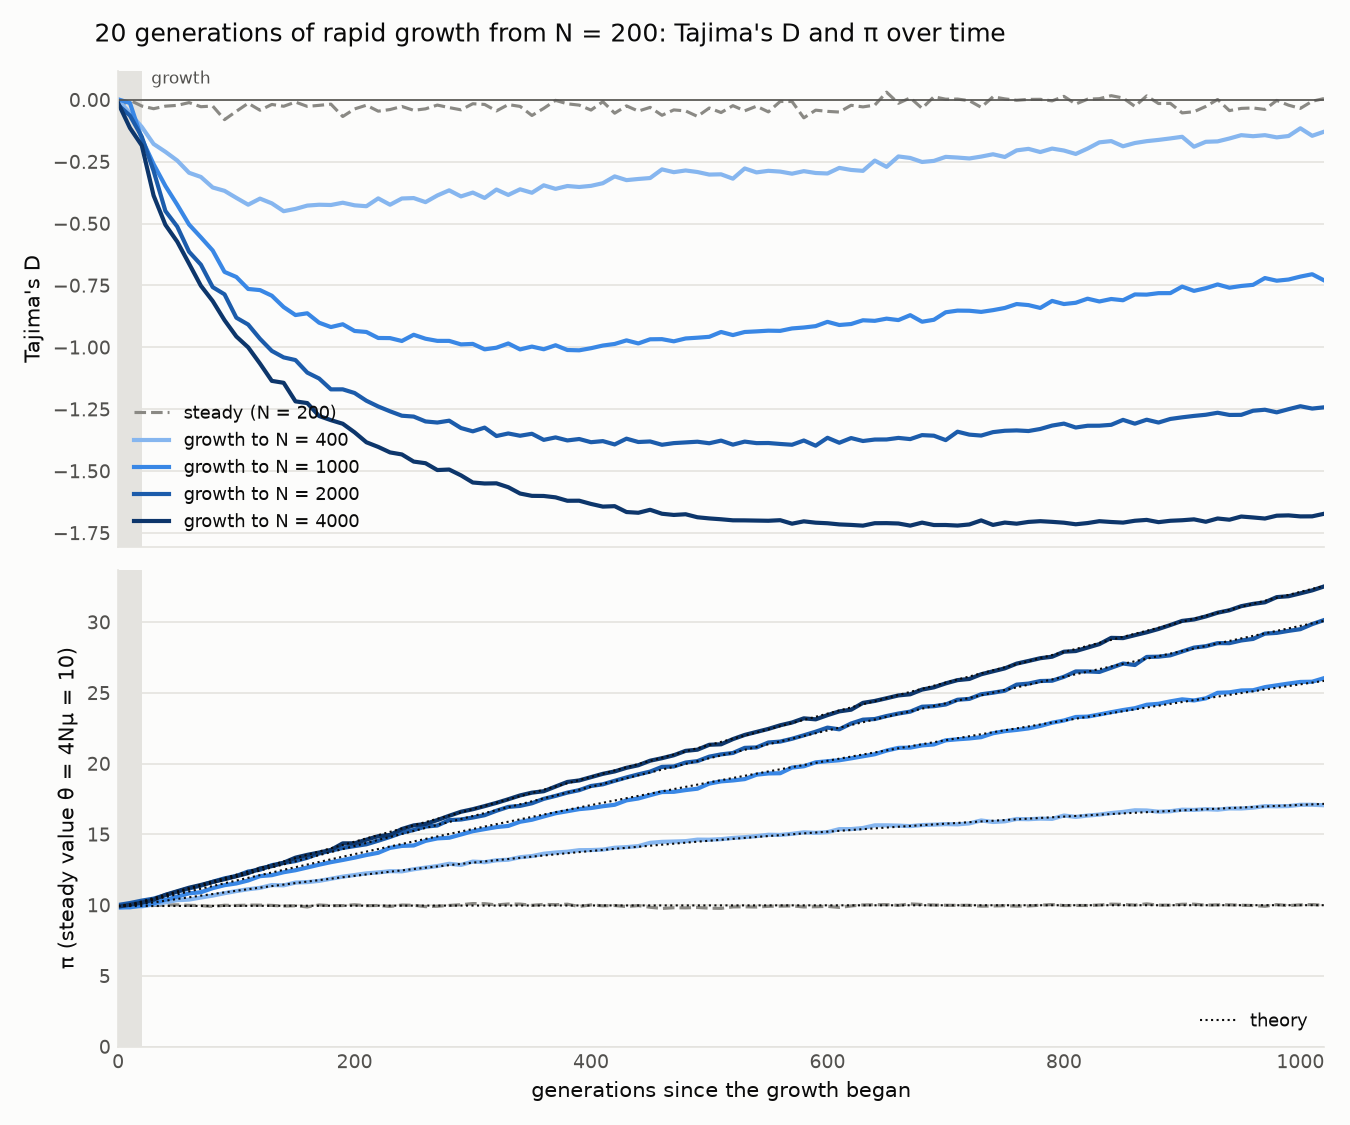 20 generations of rapid growth from N = 200: Tajima's D and π over time
growth
0.00
−0.25
−0.50
−0.75
−1.00
−1.25
−1.50
−1.75
Tajima's D
steady (N = 200)
growth to N = 400
growth to N = 1000
growth to N = 2000
growth to N = 4000
30
25
20
15
10
5
0
π (steady value θ = 4Nμ = 10)
theory
0 200 400 600 800 1000
generations since the growth began